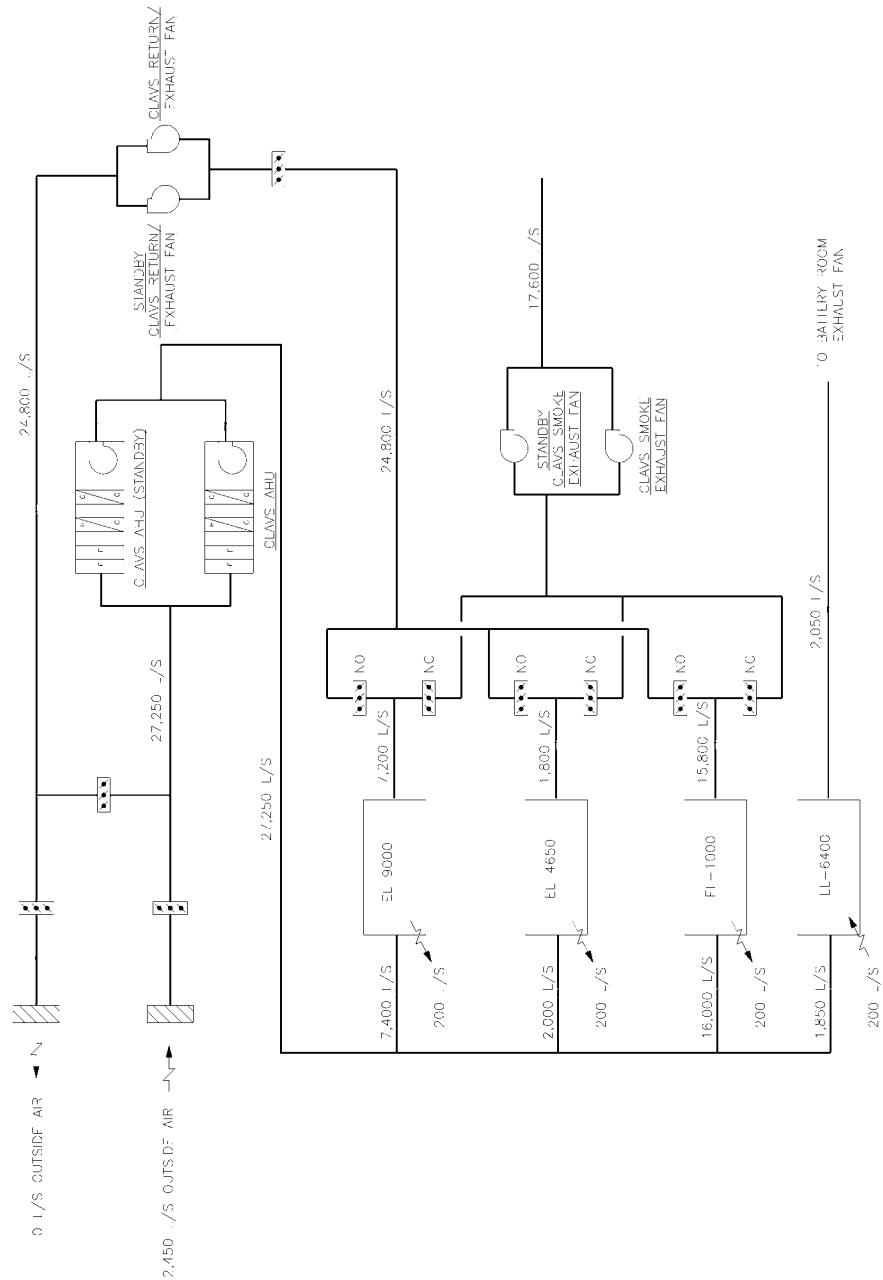 CLAVS RETURN/
EXHAUST FAN
STANDBY
CLAVS RETURN/
EXHAUST FAN
24,800 L/S
CLAVS AHU (STANDBY)
CLAVS AHU
27,250 L/S
27,250 L/S
24,800 L/S
17,600 L/S
STANDBY
CLAVS SMOKE
EXHAUST FAN
CLAVS SMOKE
EXHAUST FAN
TO BATTERY ROOM
EXHAUST FAN
2,050 L/S
NO
NC
NO
NC
NO
NC
7,200 L/S
1,800 L/S
15,800 L/S
EL 9000
EL 4650
FI-1000
LL-6400
7,400 L/S
2,000 L/S
16,000 L/S
1,850 L/S
200 L/S
200 L/S
200 L/S
200 L/S
0 L/S OUTSIDE AIR
2,450 L/S OUTSIDE AIR